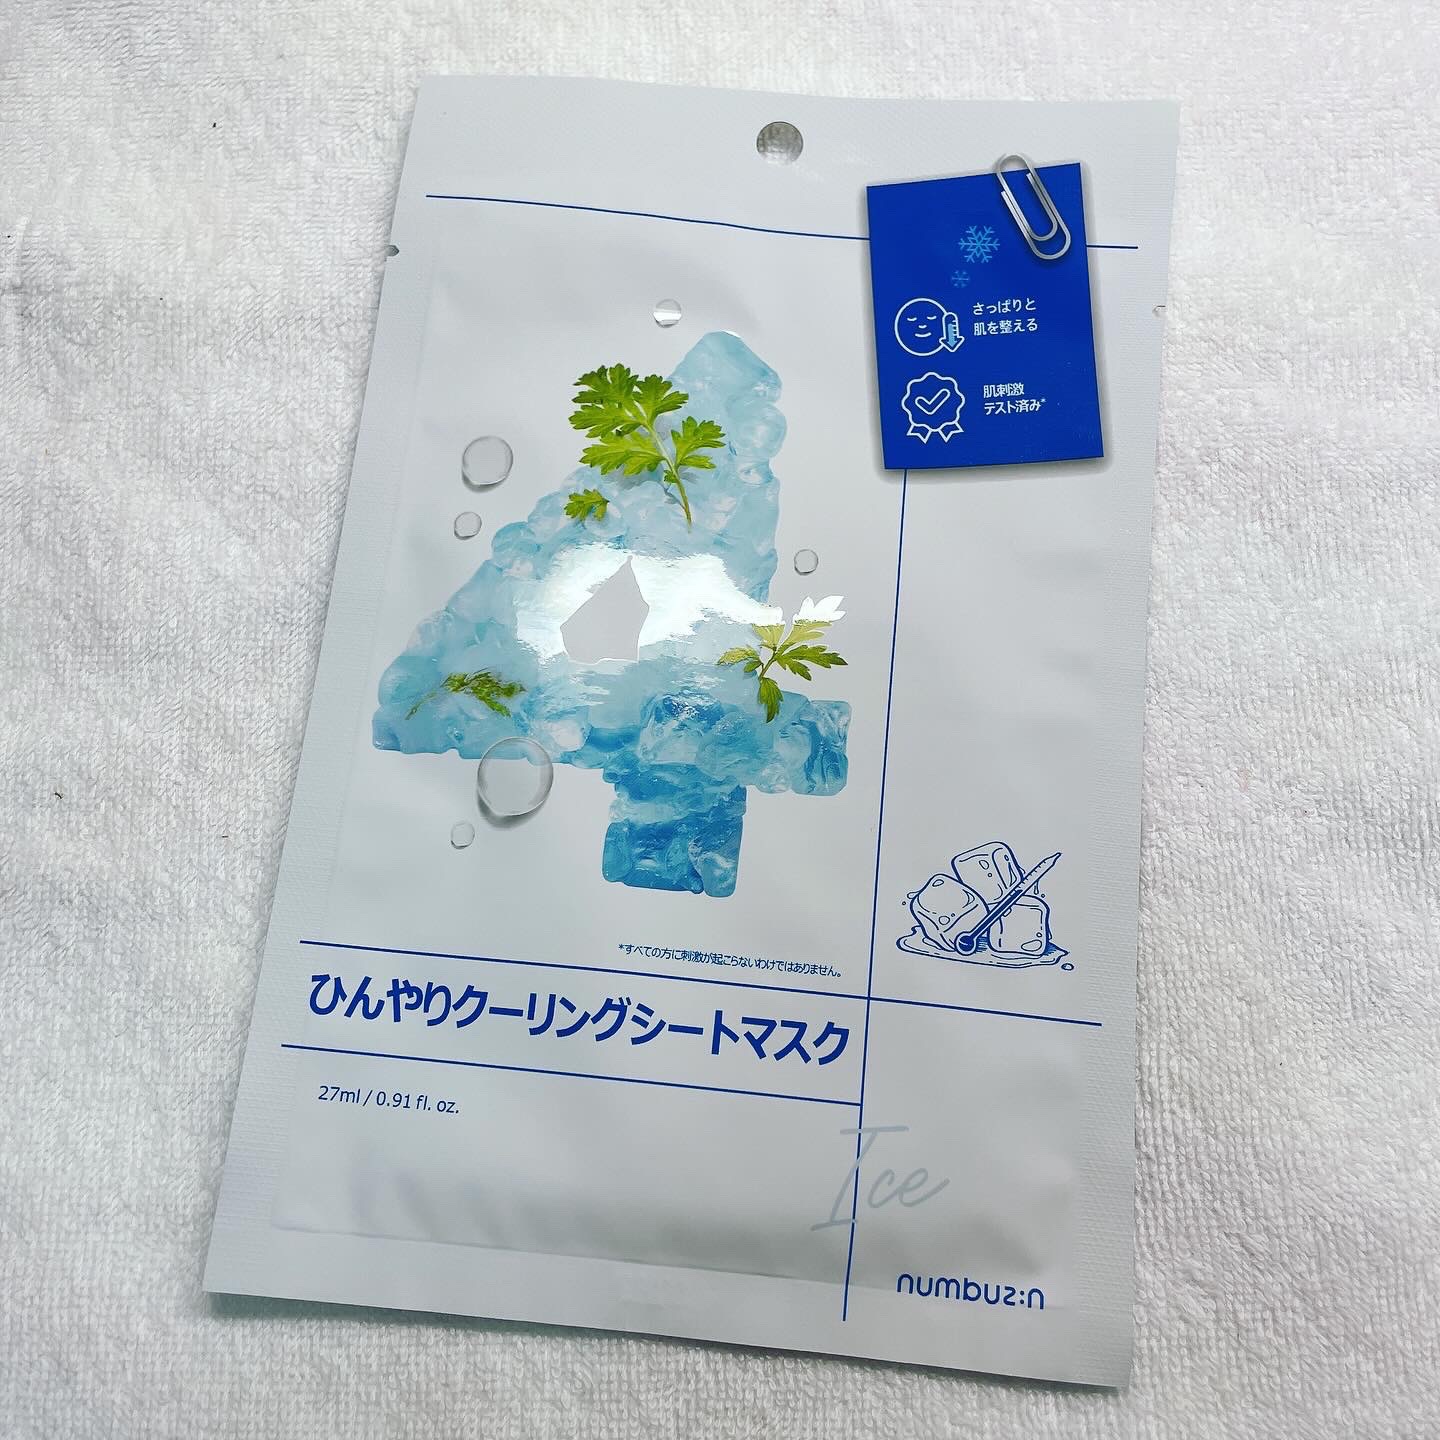 さっぱりと
肌を整える
肌刺激
テスト済み*
*すべての方に刺激が起こらないわけではありません。
ひんやりクーリングシートマスク
27ml / 0.91 fl. oz.
Ice
numbuz:n